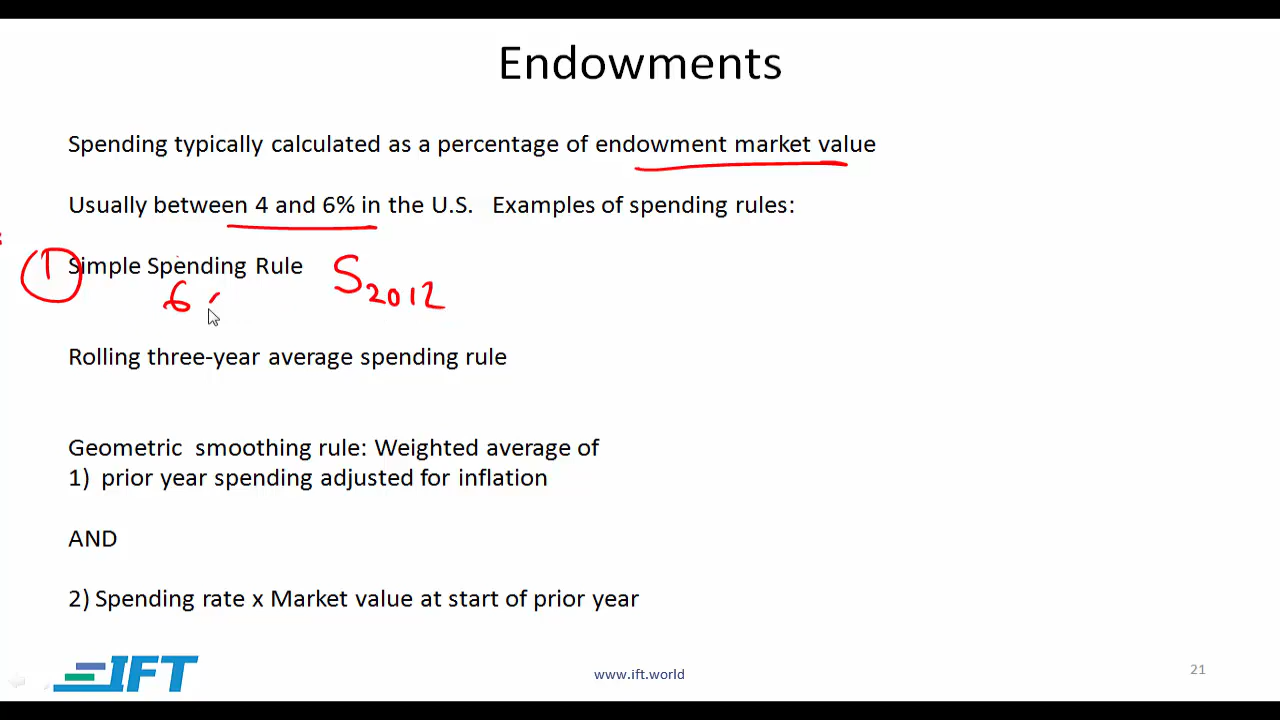 Endowments
Spending typically calculated as a percentage of endowment market value
Usually between 4 and 6% in the U.S. Examples of spending rules:
1 Simple Spending Rule S2012
6
Rolling three-year average spending rule
Geometric smoothing rule: Weighted average of
1) prior year spending adjusted for inflation
AND
2) Spending rate x Market value at start of prior year
IFT
www.ift.world
21